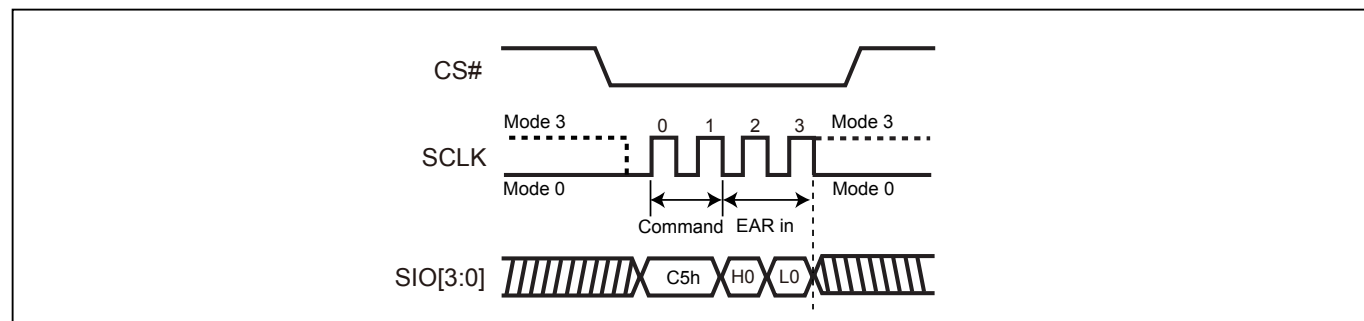 CS#
Mode 3 0 1 2 3 Mode 3
SCLK
Mode 0 Mode 0
Command EAR in
SIO[3:0] C5h H0 L0